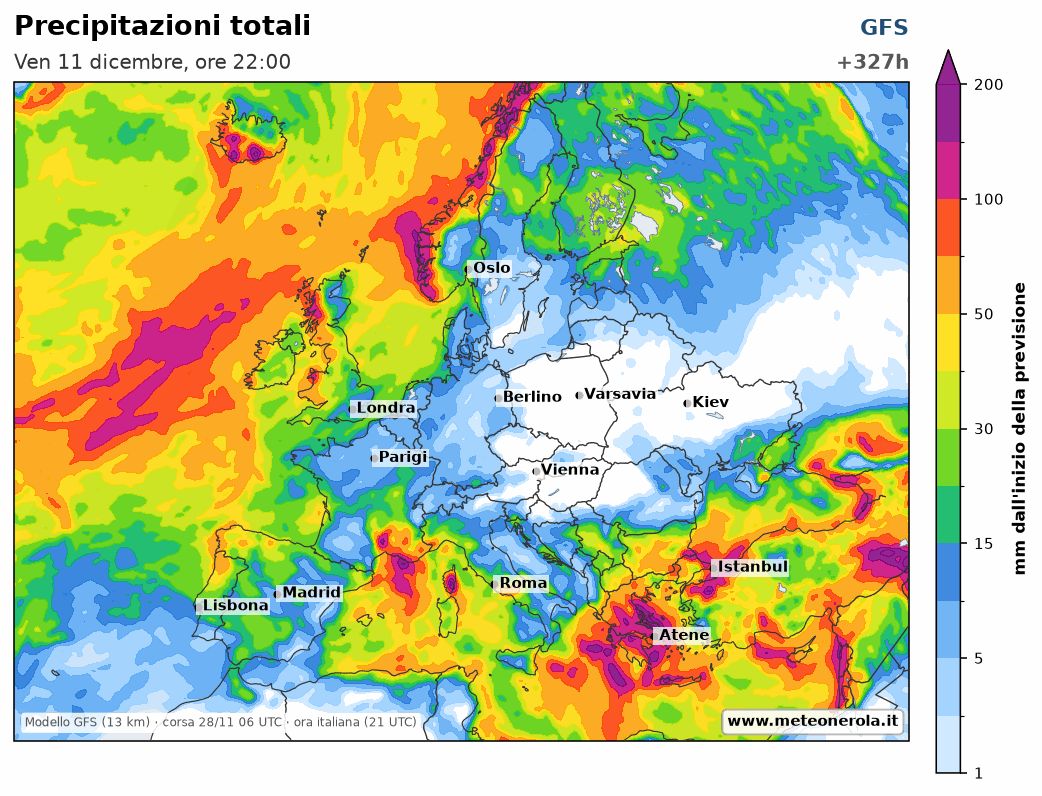 Precipitazioni totali
GFS
Ven 11 dicembre, ore 22:00
+327h
200
100
50
30
15
5
1
mm dall'inizio della previsione
Oslo
Berlino
Varsavia
Kiev
Londra
Parigi
Vienna
Istanbul
Roma
Madrid
Lisbona
Atene
Modello GFS (13 km) · corsa 28/11 06 UTC · ora italiana (21 UTC)
www.meteonerola.it